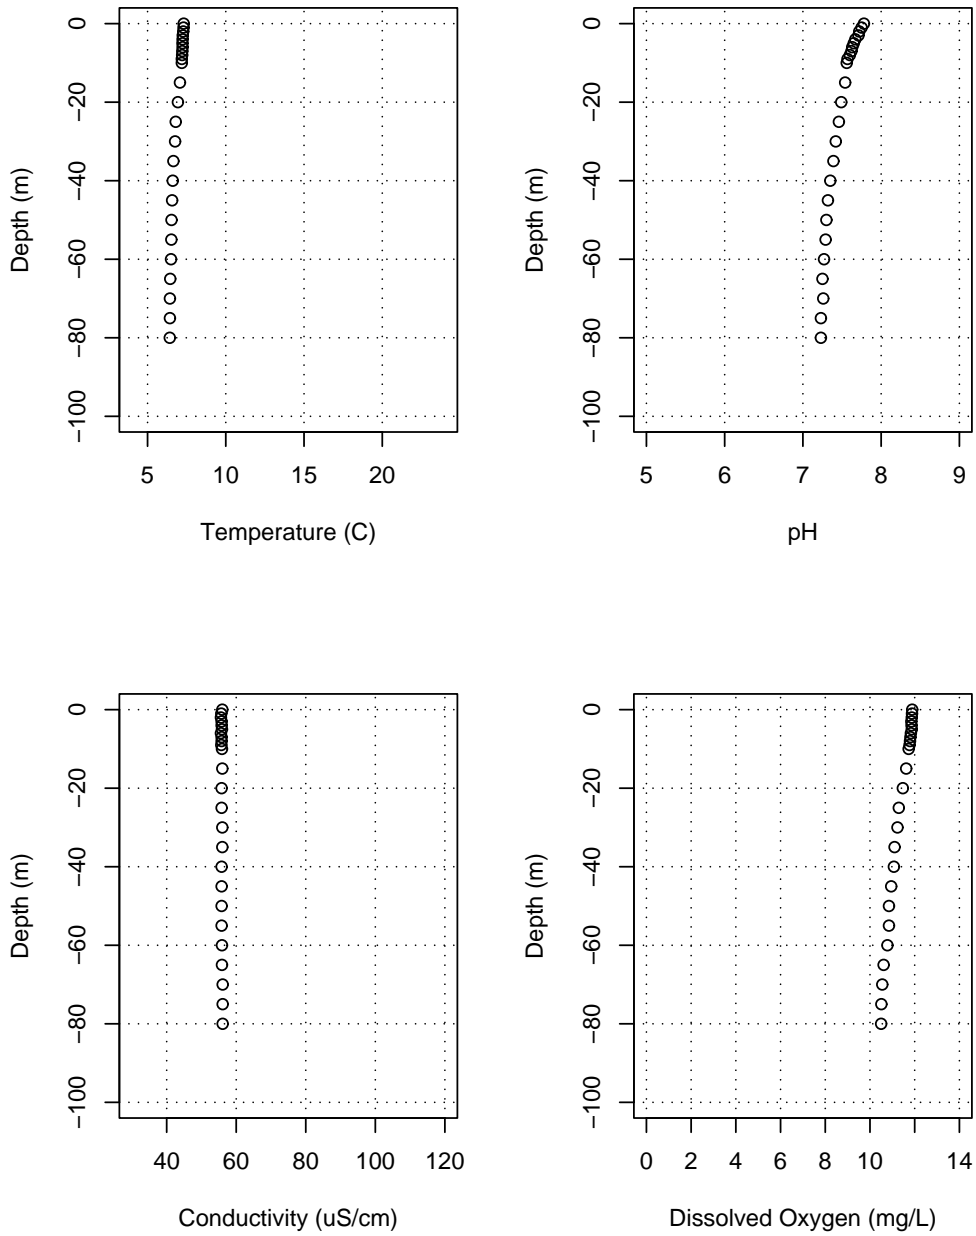 0
−20
−40
−60
−80
−100
Depth (m)
5 10 15 20
Temperature (C)
0
−20
−40
−60
−80
−100
Depth (m)
5 6 7 8 9
pH
0
−20
−40
−60
−80
−100
Depth (m)
40 60 80 100 120
Conductivity (uS/cm)
0
−20
−40
−60
−80
−100
Depth (m)
0 2 4 6 8 10 12 14
Dissolved Oxygen (mg/L)